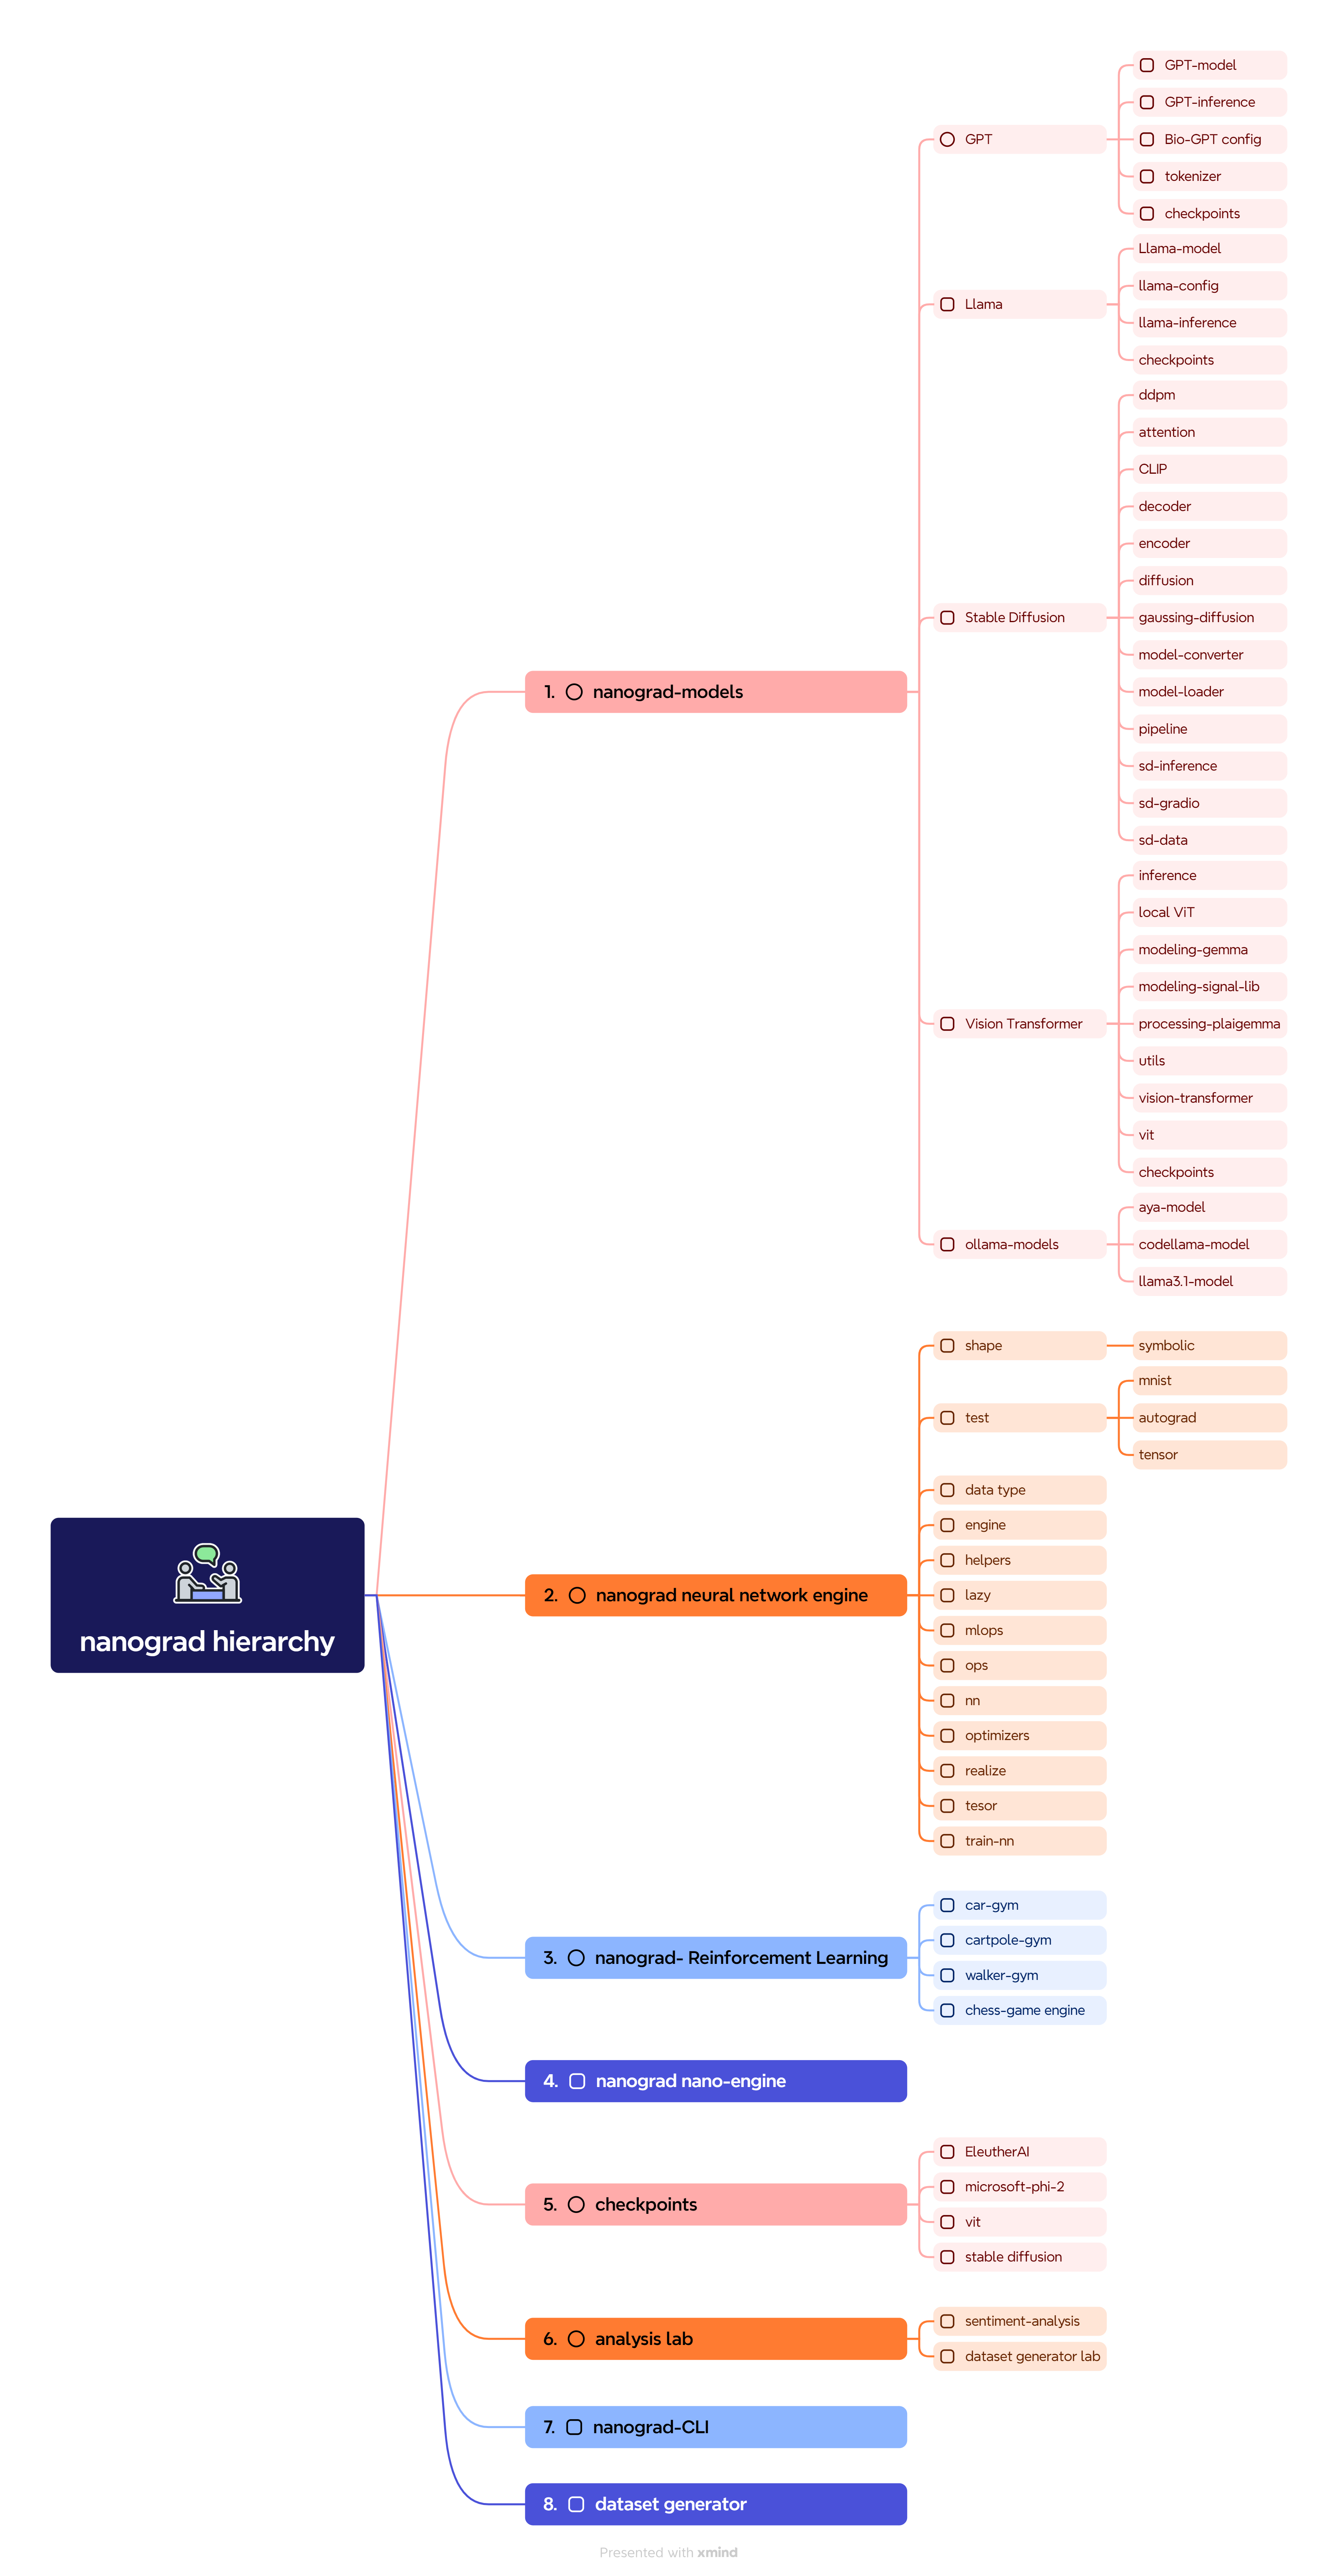 nanograd hierarchy
1. nanograd-models
GPT
GPT-model
GPT-inference
Bio-GPT config
tokenizer
checkpoints
Llama
Llama-model
llama-config
llama-inference
checkpoints
Stable Diffusion
ddpm
attention
CLIP
decoder
encoder
diffusion
gaussing-diffusion
model-converter
model-loader
pipeline
sd-inference
sd-gradio
sd-data
Vision Transformer
inference
local ViT
modeling-gemma
modeling-signal-lib
processing-plaigemma
utils
vision-transformer
vit
checkpoints
ollama-models
aya-model
codellama-model
llama3.1-model
2. nanograd neural network engine
shape
symbolic
test
mnist
autograd
tensor
data type
engine
helpers
lazy
mlops
ops
nn
optimizers
realize
tesor
train-nn
3. nanograd- Reinforcement Learning
car-gym
cartpole-gym
walker-gym
chess-game engine
4. nanograd nano-engine
5. checkpoints
EleutherAI
microsoft-phi-2
vit
stable diffusion
6. analysis lab
sentiment-analysis
dataset generator lab
7. nanograd-CLI
8. dataset generator
Presented with xmind